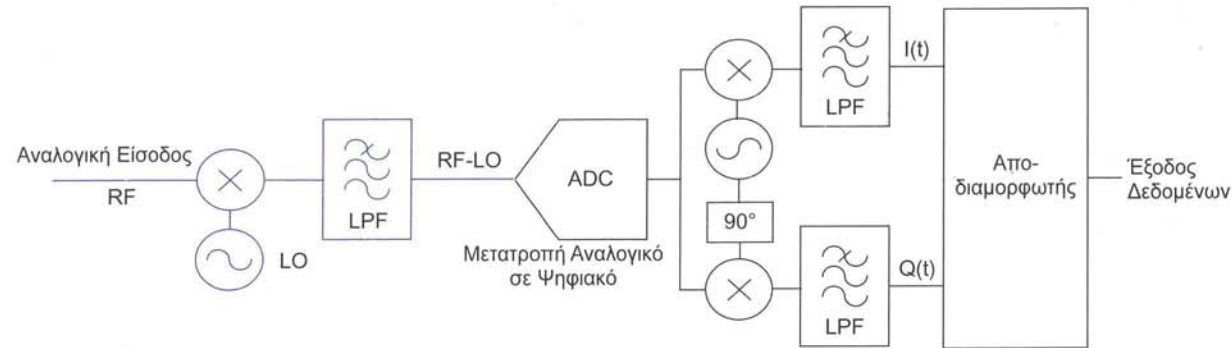 Αναλογική Είσοδος
RF
LO
LPF
RF-LO
ADC
Μετατροπή Αναλογικό
σε Ψηφιακό
90°
LPF
I(t)
LPF
Q(t)
Απο-
διαμορφωτής
Έξοδος
Δεδομένων